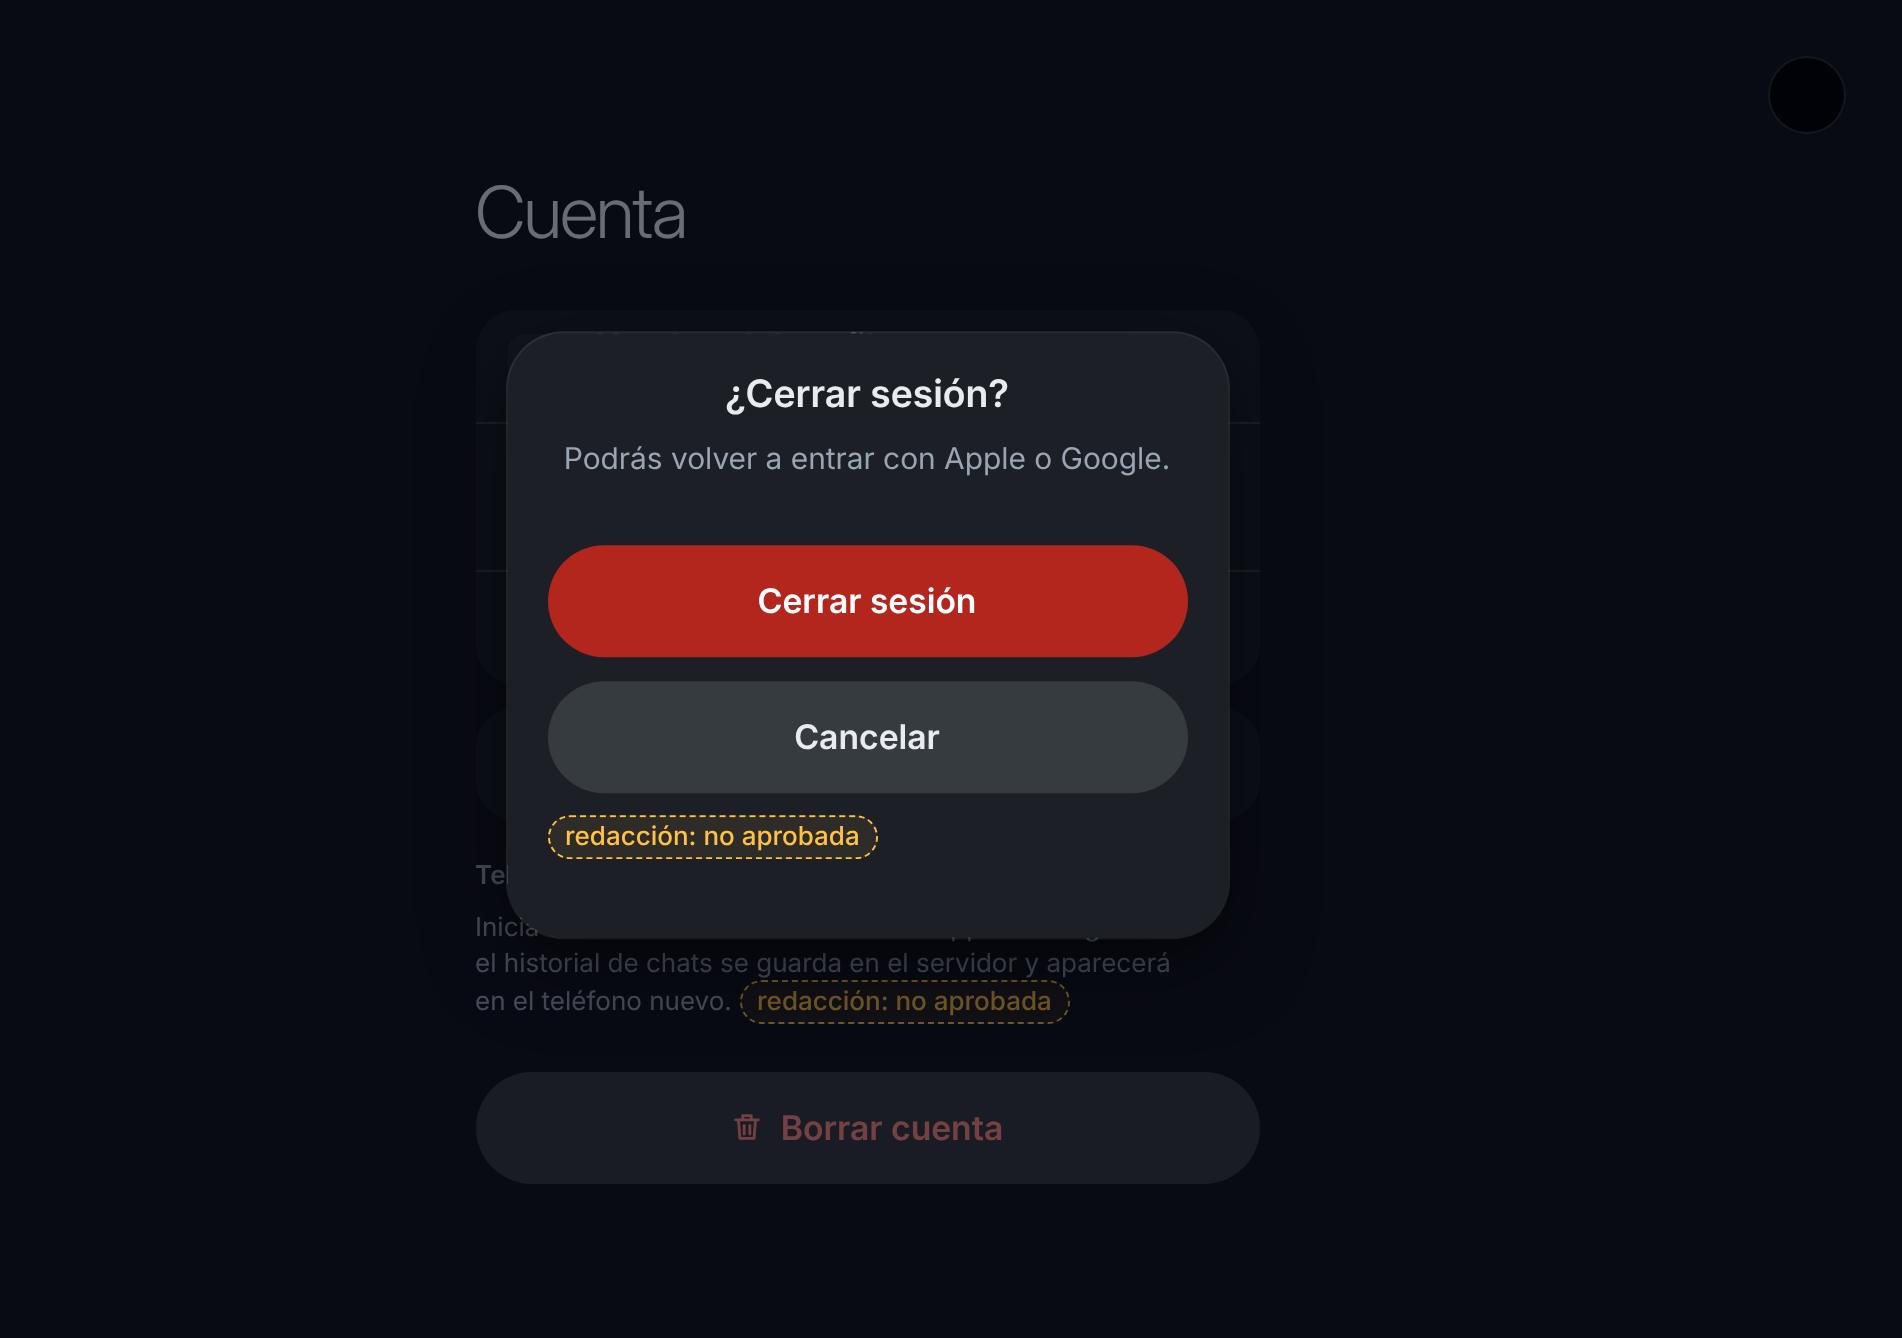 Cuenta
¿Cerrar sesión?
Podrás volver a entrar con Apple o Google.
Cerrar sesión
Cancelar
redacción: no aprobada
el historial de chats se guarda en el servidor y aparecerá
en el teléfono nuevo. redacción: no aprobada
Borrar cuenta